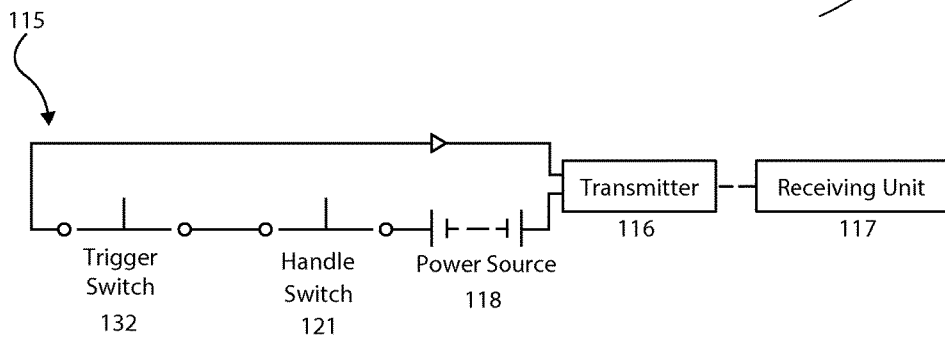 115
Transmitter
116
Receiving Unit
117
Trigger
Switch
132
Handle
Switch
121
Power Source
118